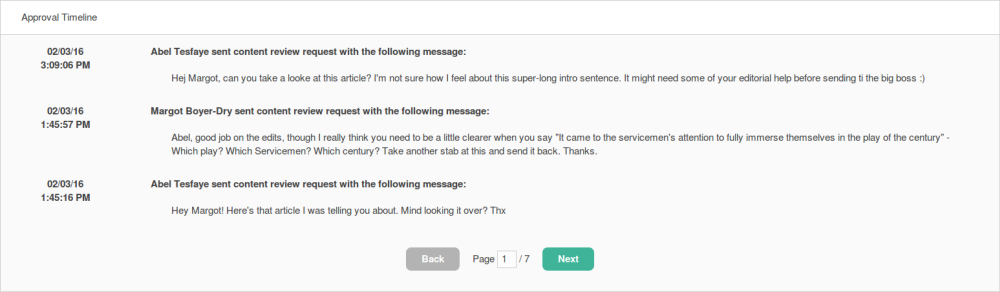 Approval Timeline
02/03/16 Abel Tesfaye sent content review request with the following message:
3:09:06 PM
Hej Margot, can you take a looke at this article? I'm not sure how I feel about this super-long intro sentence. It might need some of your editorial help before sending ti the big boss :)
02/03/16 Margot Boyer-Dry sent content review request with the following message:
1:45:57 PM
Abel, good job on the edits, though I really think you need to be a little clearer when you say "It came to the servicemen's attention to fully immerse themselves in the play of the century" -
Which play? Which Servicemen? Which century? Take another stab at this and send it back. Thanks.
02/03/16 Abel Tesfaye sent content review request with the following message:
1:45:16 PM
Hey Margot! Here's that article I was telling you about. Mind looking it over? Thx
Back Page 1 / 7 Next